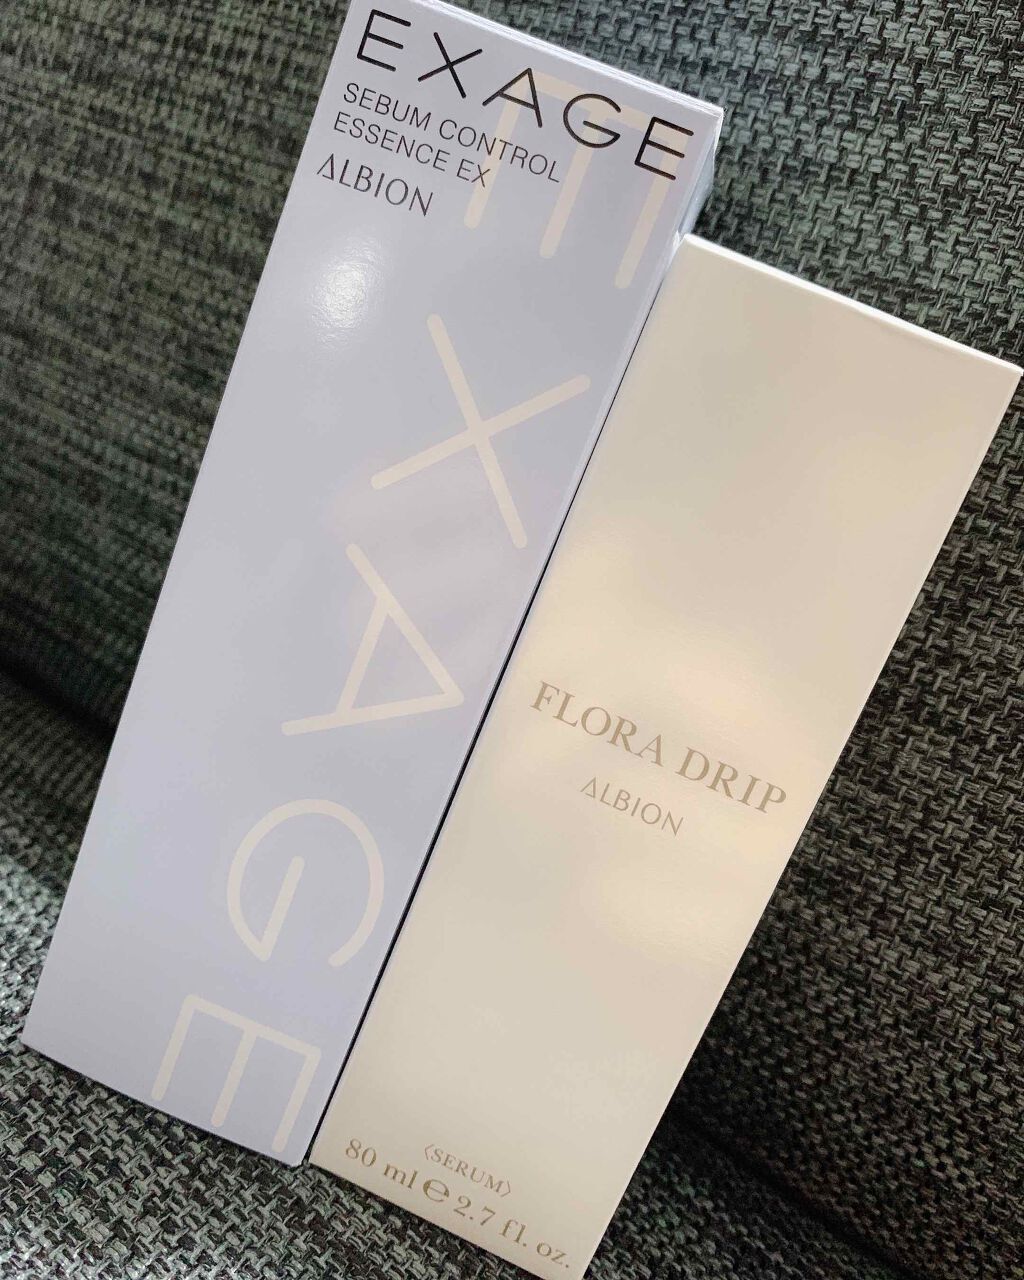 EXAGE
SEBUM CONTROL
ESSENCE EX
ALBION
EXAGE
FLORA DRIP
ALBION
〈SERUM〉
80 ml ℮ 2.7 fl. oz.